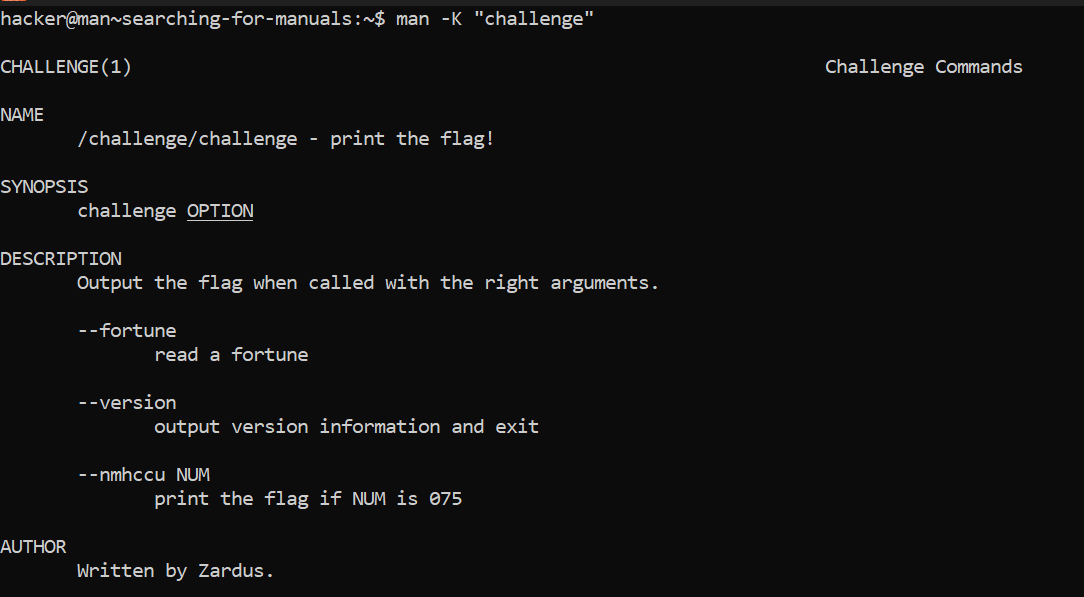 hacker@man~searching-for-manuals:~$ man -K "challenge"
CHALLENGE(1) Challenge Commands
NAME
/challenge/challenge - print the flag!
SYNOPSIS
challenge OPTION
DESCRIPTION
Output the flag when called with the right arguments.
--fortune
read a fortune
--version
output version information and exit
--nmhccu NUM
print the flag if NUM is 075
AUTHOR
Written by Zardus.